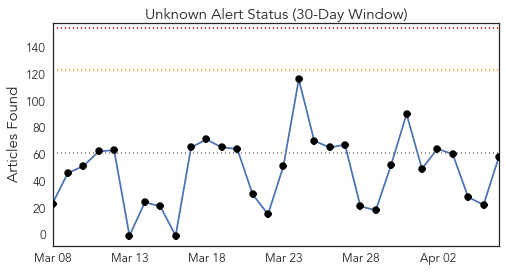 Unknown Alert Status (30-Day Window)
Articles Found
140
120
100
80
60
40
20
0
Mar 08 Mar 13 Mar 18 Mar 23 Mar 28 Apr 02